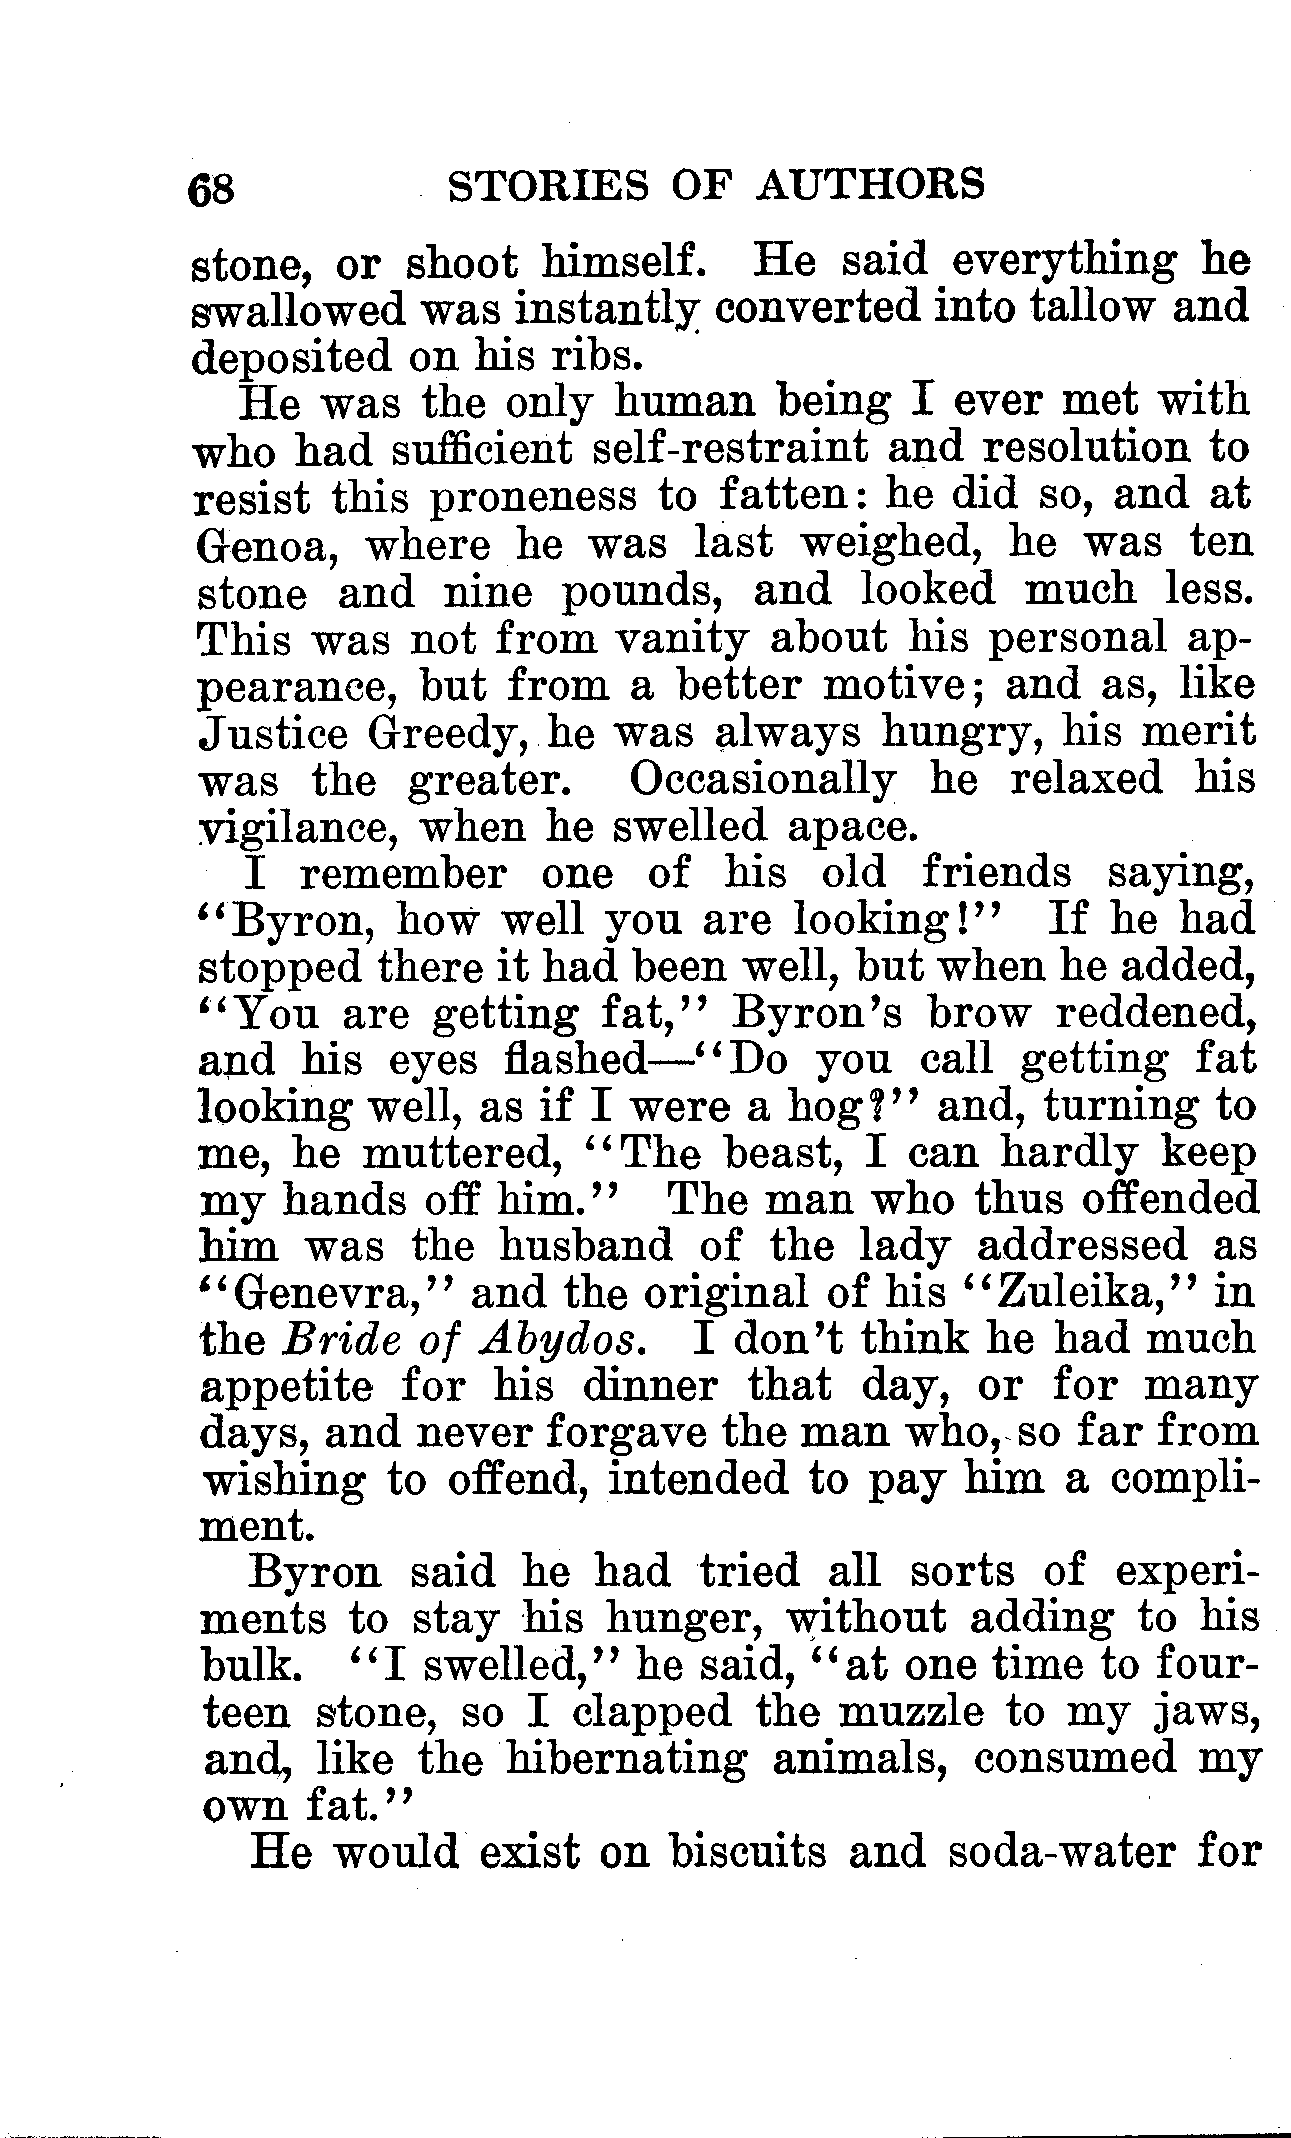 68 STORIES OF AUTHORS
stone, or shoot himself. He said everything he
swallowed was instantly converted into tallow and
deposited on his ribs.
He was the only human being I ever met with
who had sufficient self-restraint and resolution to
resist this proneness to fatten: he did so, and at
Genoa, where he was last weighed, he was ten
stone and nine pounds, and looked much less.
This was not from vanity about his personal ap-
pearance, but from a better motive; and as, like
Justice Greedy, he was always hungry, his merit
was the greater. Occasionally he relaxed his
vigilance, when he swelled apace.
I remember one of his old friends saying,
"Byron, how well you are looking!" If he had
stopped there it had been well, but when he added,
"You are getting fat," Byron's brow reddened,
and his eyes flashed—"Do you call getting fat
looking well, as if I were a hog?" and, turning to
me, he muttered, "The beast, I can hardly keep
my hands off him." The man who thus offended
him was the husband of the lady addressed as
"Genevra," and the original of his "Zuleika," in
the Bride of Abydos. I don't think he had much
appetite for his dinner that day, or for many
days, and never forgave the man who, so far from
wishing to offend, intended to pay him a compli-
ment.
Byron said he had tried all sorts of experi-
ments to stay his hunger, without adding to his
bulk. "I swelled," he said, "at one time to four-
teen stone, so I clapped the muzzle to my jaws,
and, like the hibernating animals, consumed my
own fat."
He would exist on biscuits and soda-water for